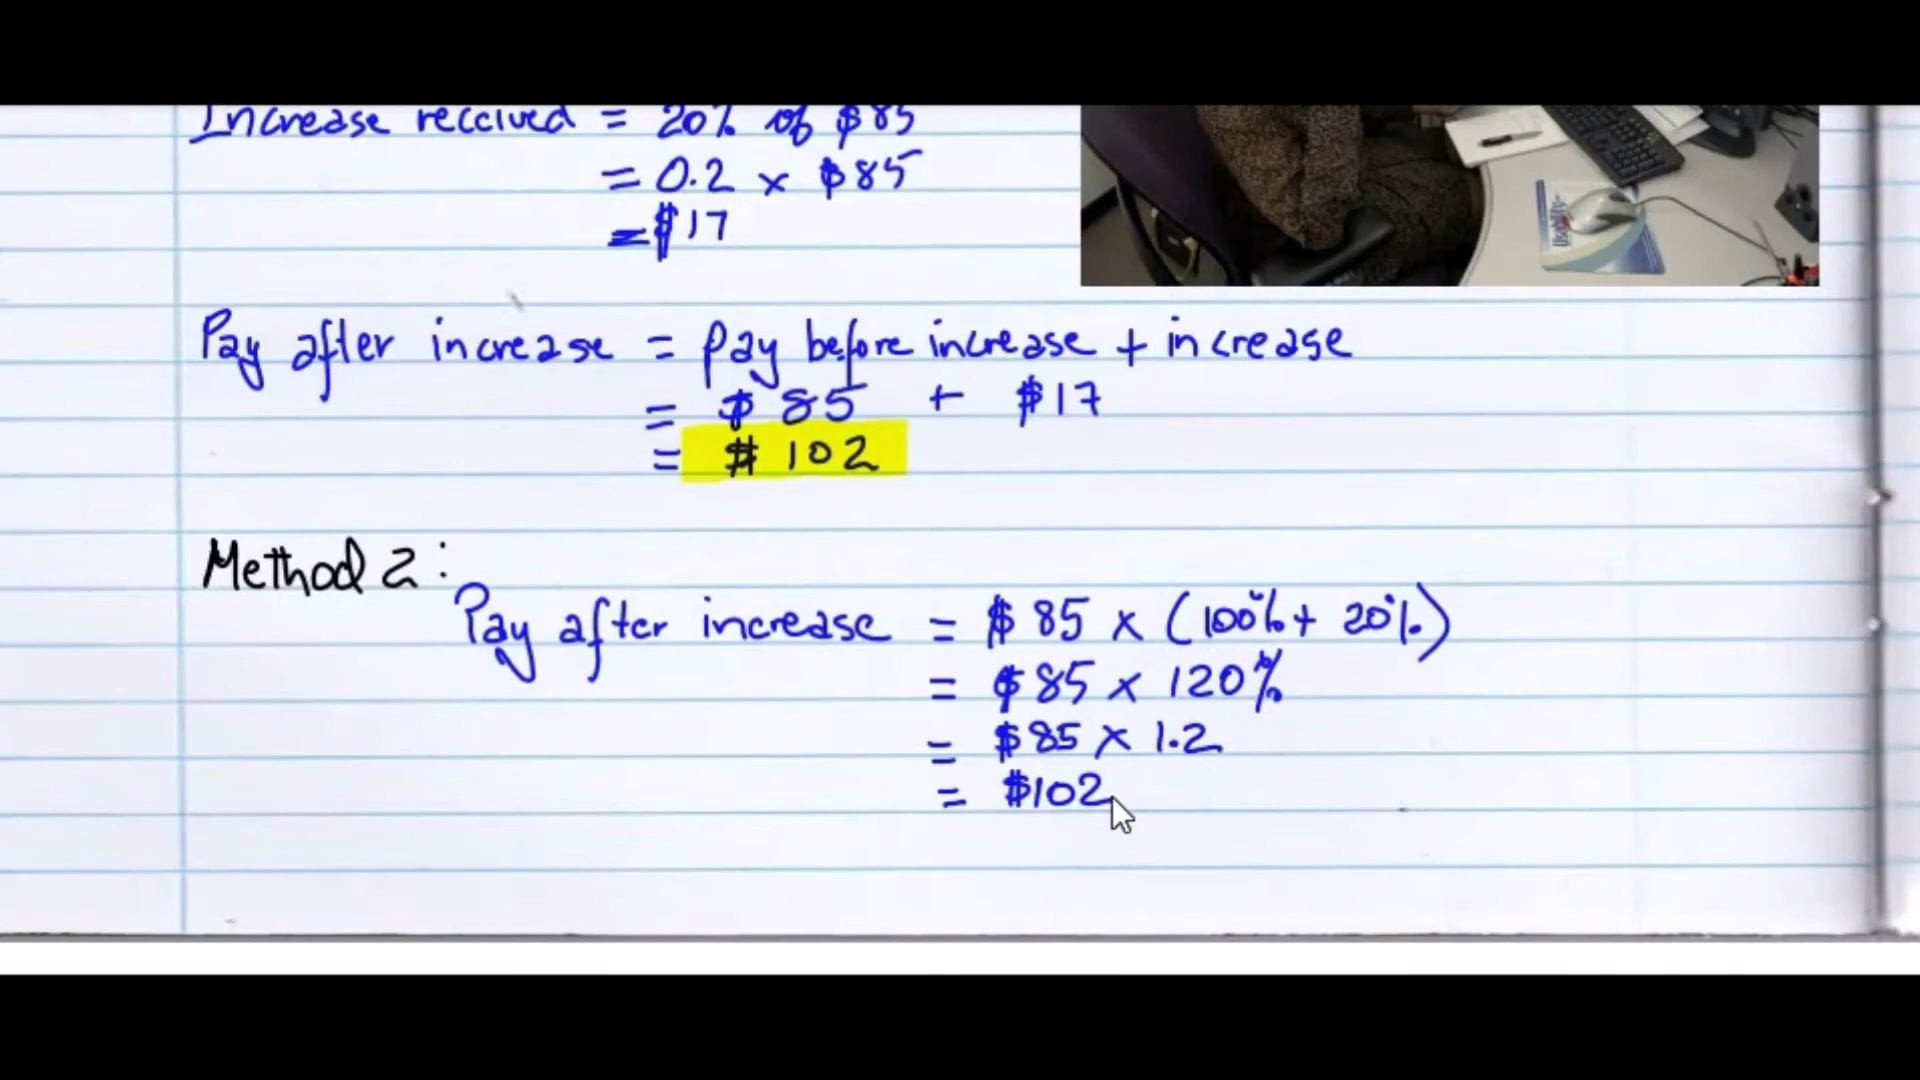 Increase received = 20% of $85
= 0.2 x $85
= $17
Pay after increase = pay before increase + increase
= $ 85 + $17
= $ 102
Method 2:
Pay after increase = $ 85 x (100% + 20%)
= $85 x 120%
= $85 x 1.2
= $102
Usability